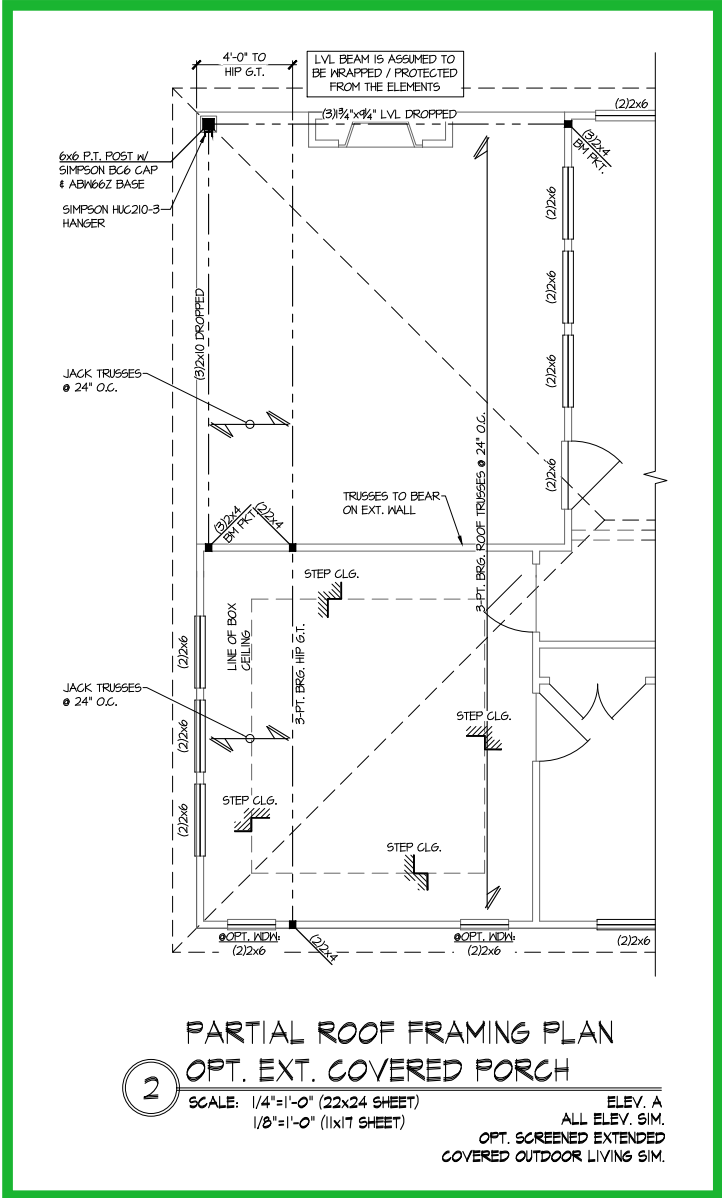 4'-0" TO
HIP G.T.
LVL BEAM IS ASSUMED TO
BE WRAPPED / PROTECTED
FROM THE ELEMENTS
(2)2x6
(3)1¾"x9¼" LVL DROPPED
(3)2x4
BM PKT.
6x6 P.T. POST W/
SIMPSON BC6 CAP
& ABW66Z BASE
SIMPSON HUC210-3
HANGER
(2)2x6
(2)2x6
(2)2x6
(2)2x6
(3)2x10 DROPPED
JACK TRUSSES
@ 24" O.C.
3-PT. BRG. ROOF TRUSSES @ 24" O.C.
TRUSSES TO BEAR
ON EXT. WALL
(3)2x4
BM PKT.
(2)2x4
STEP CLG.
LINE OF BOX
CEILING
3-PT. BRG. HIP G.T.
(2)2x6
(2)2x6
(2)2x6
JACK TRUSSES
@ 24" O.C.
STEP CLG.
STEP CLG.
STEP CLG.
@OPT. WDW:
(2)2x6
(2)2x4
@OPT. WDW:
(2)2x6
(2)2x6
PARTIAL ROOF FRAMING PLAN
OPT. EXT. COVERED PORCH
2
SCALE: 1/4"=1'-0" (22x24 SHEET)
1/8"=1'-0" (11x17 SHEET)
ELEV. A
ALL ELEV. SIM.
OPT. SCREENED EXTENDED
COVERED OUTDOOR LIVING SIM.